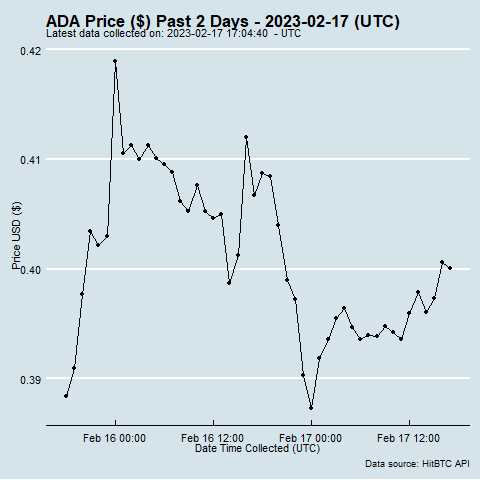 ADA Price ($) Past 2 Days - 2023-02-17 (UTC)
Latest data collected on: 2023-02-17 17:04:40  - UTC
0.42
0.41
0.40
0.39
Price USD ($)
Feb 16 00:00
Feb 16 12:00
Feb 17 00:00
Feb 17 12:00
Date Time Collected (UTC)
Data source: HitBTC API